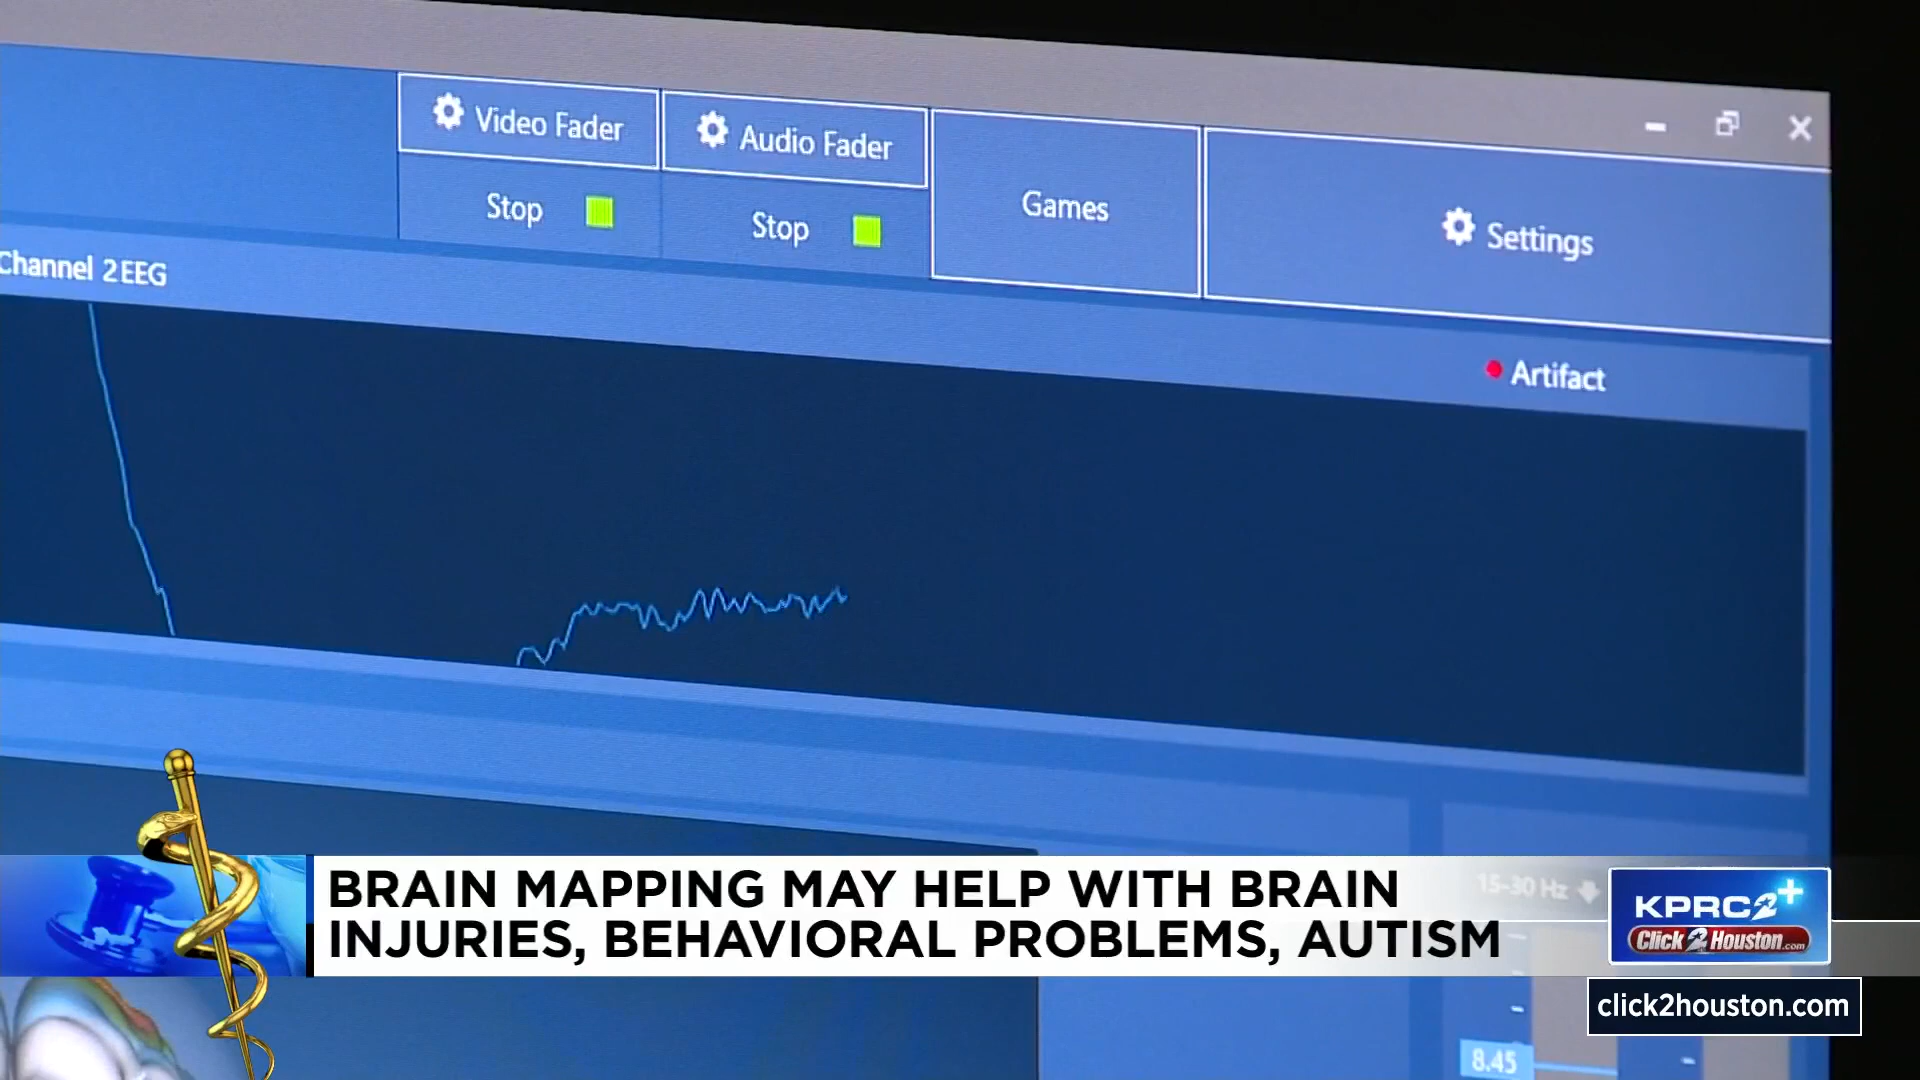 Video Fader
Audio Fader
Games
Settings
Stop
Stop
Channel 2 EEG
Artifact
15-30 Hz
BRAIN MAPPING MAY HELP WITH BRAIN
INJURIES, BEHAVIORAL PROBLEMS, AUTISM
KPRC2+
Click2Houston.com
click2houston.com
8.45